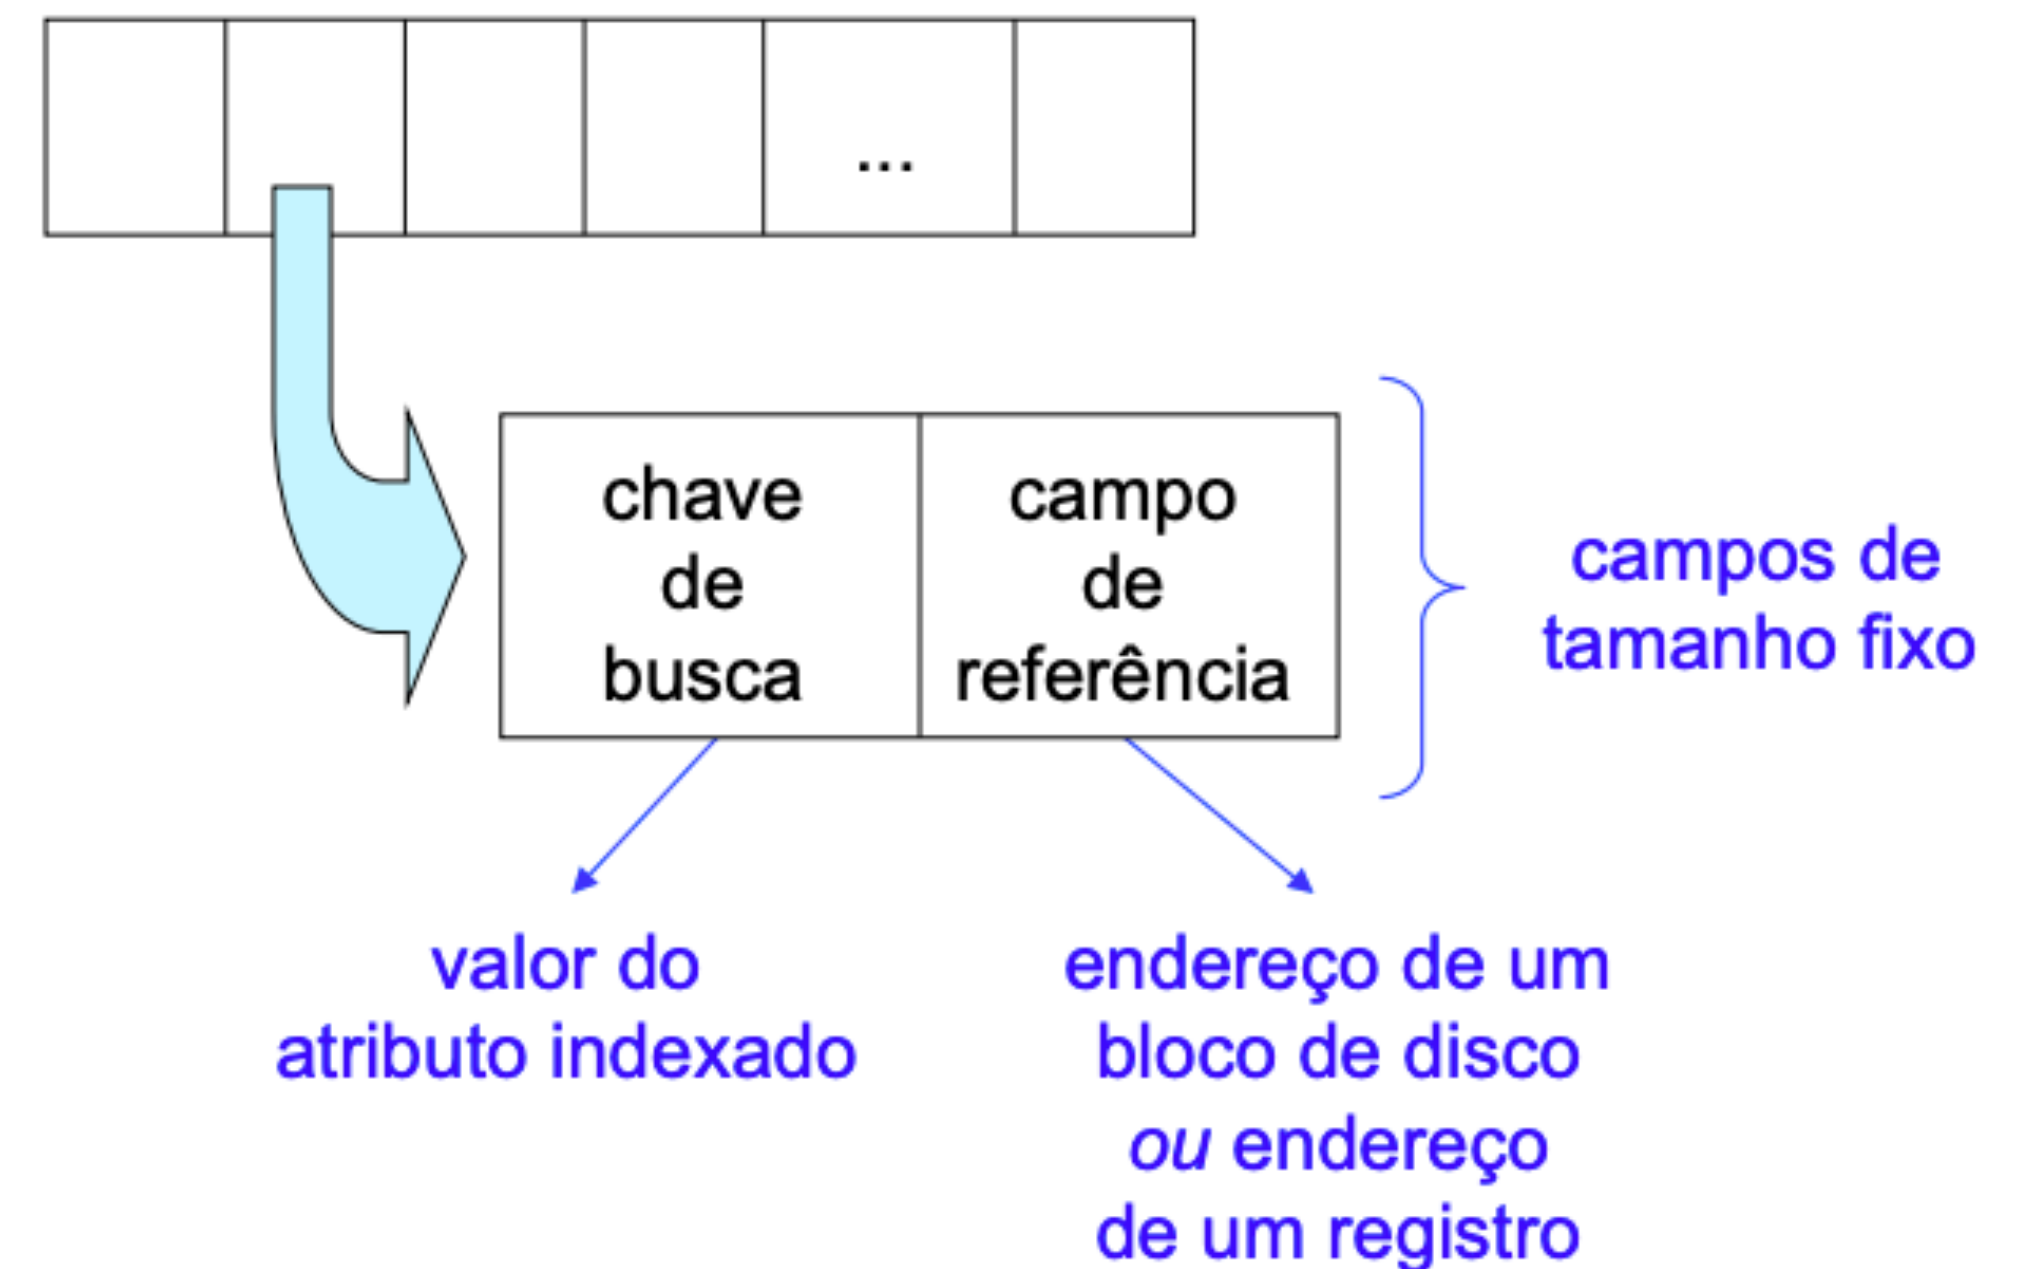 ...
chave
de
busca
campo
de
referência
campos de
tamanho fixo
valor do
atributo indexado
endereço de um
bloco de disco
ou endereço
de um registro